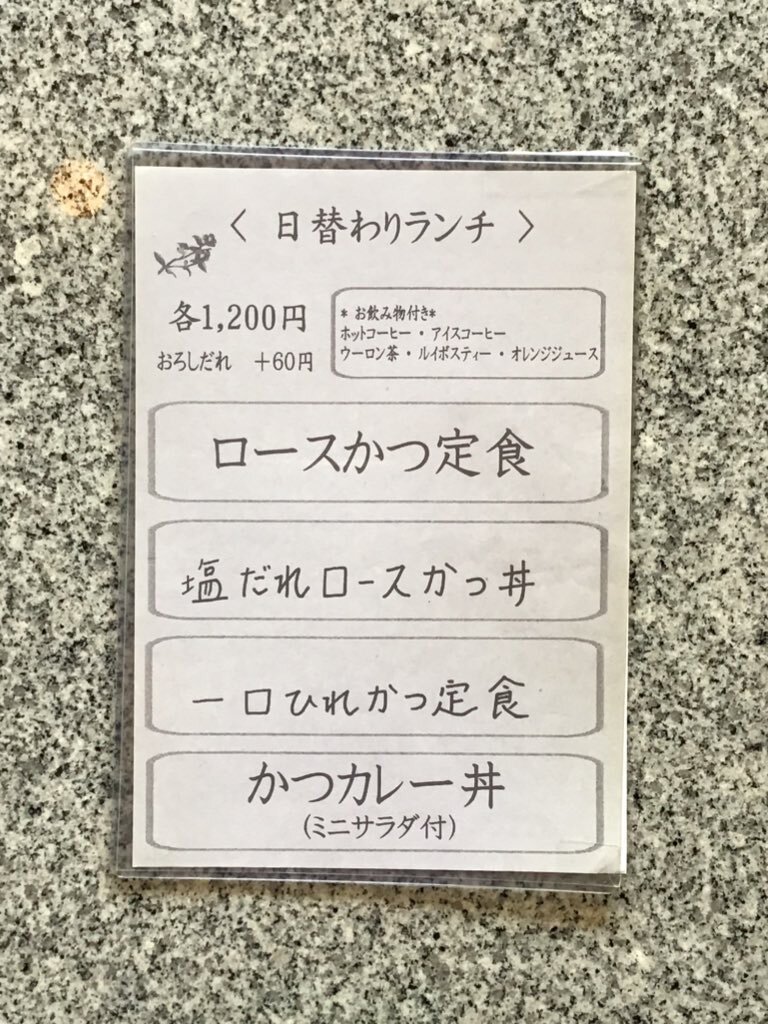 〈 日替わりランチ 〉
各1,200円
おろしだれ ＋60円
* お飲み物付き*
ホットコーヒー・アイスコーヒー
ウーロン茶・ルイボスティー・オレンジジュース
ロースかつ定食
塩だれロースかつ丼
一口ひれかつ定食
かつカレー丼
(ミニサラダ付)